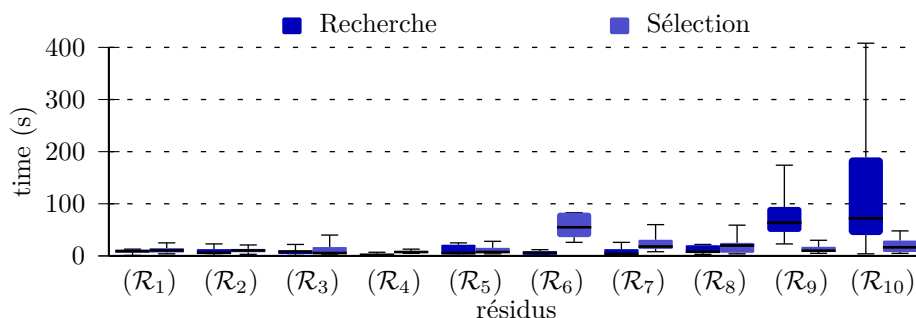 Recherche Sélection
400
300
200
100
0
time (s)
(R1) (R2) (R3) (R4) (R5) (R6) (R7) (R8) (R9) (R10)
résidus